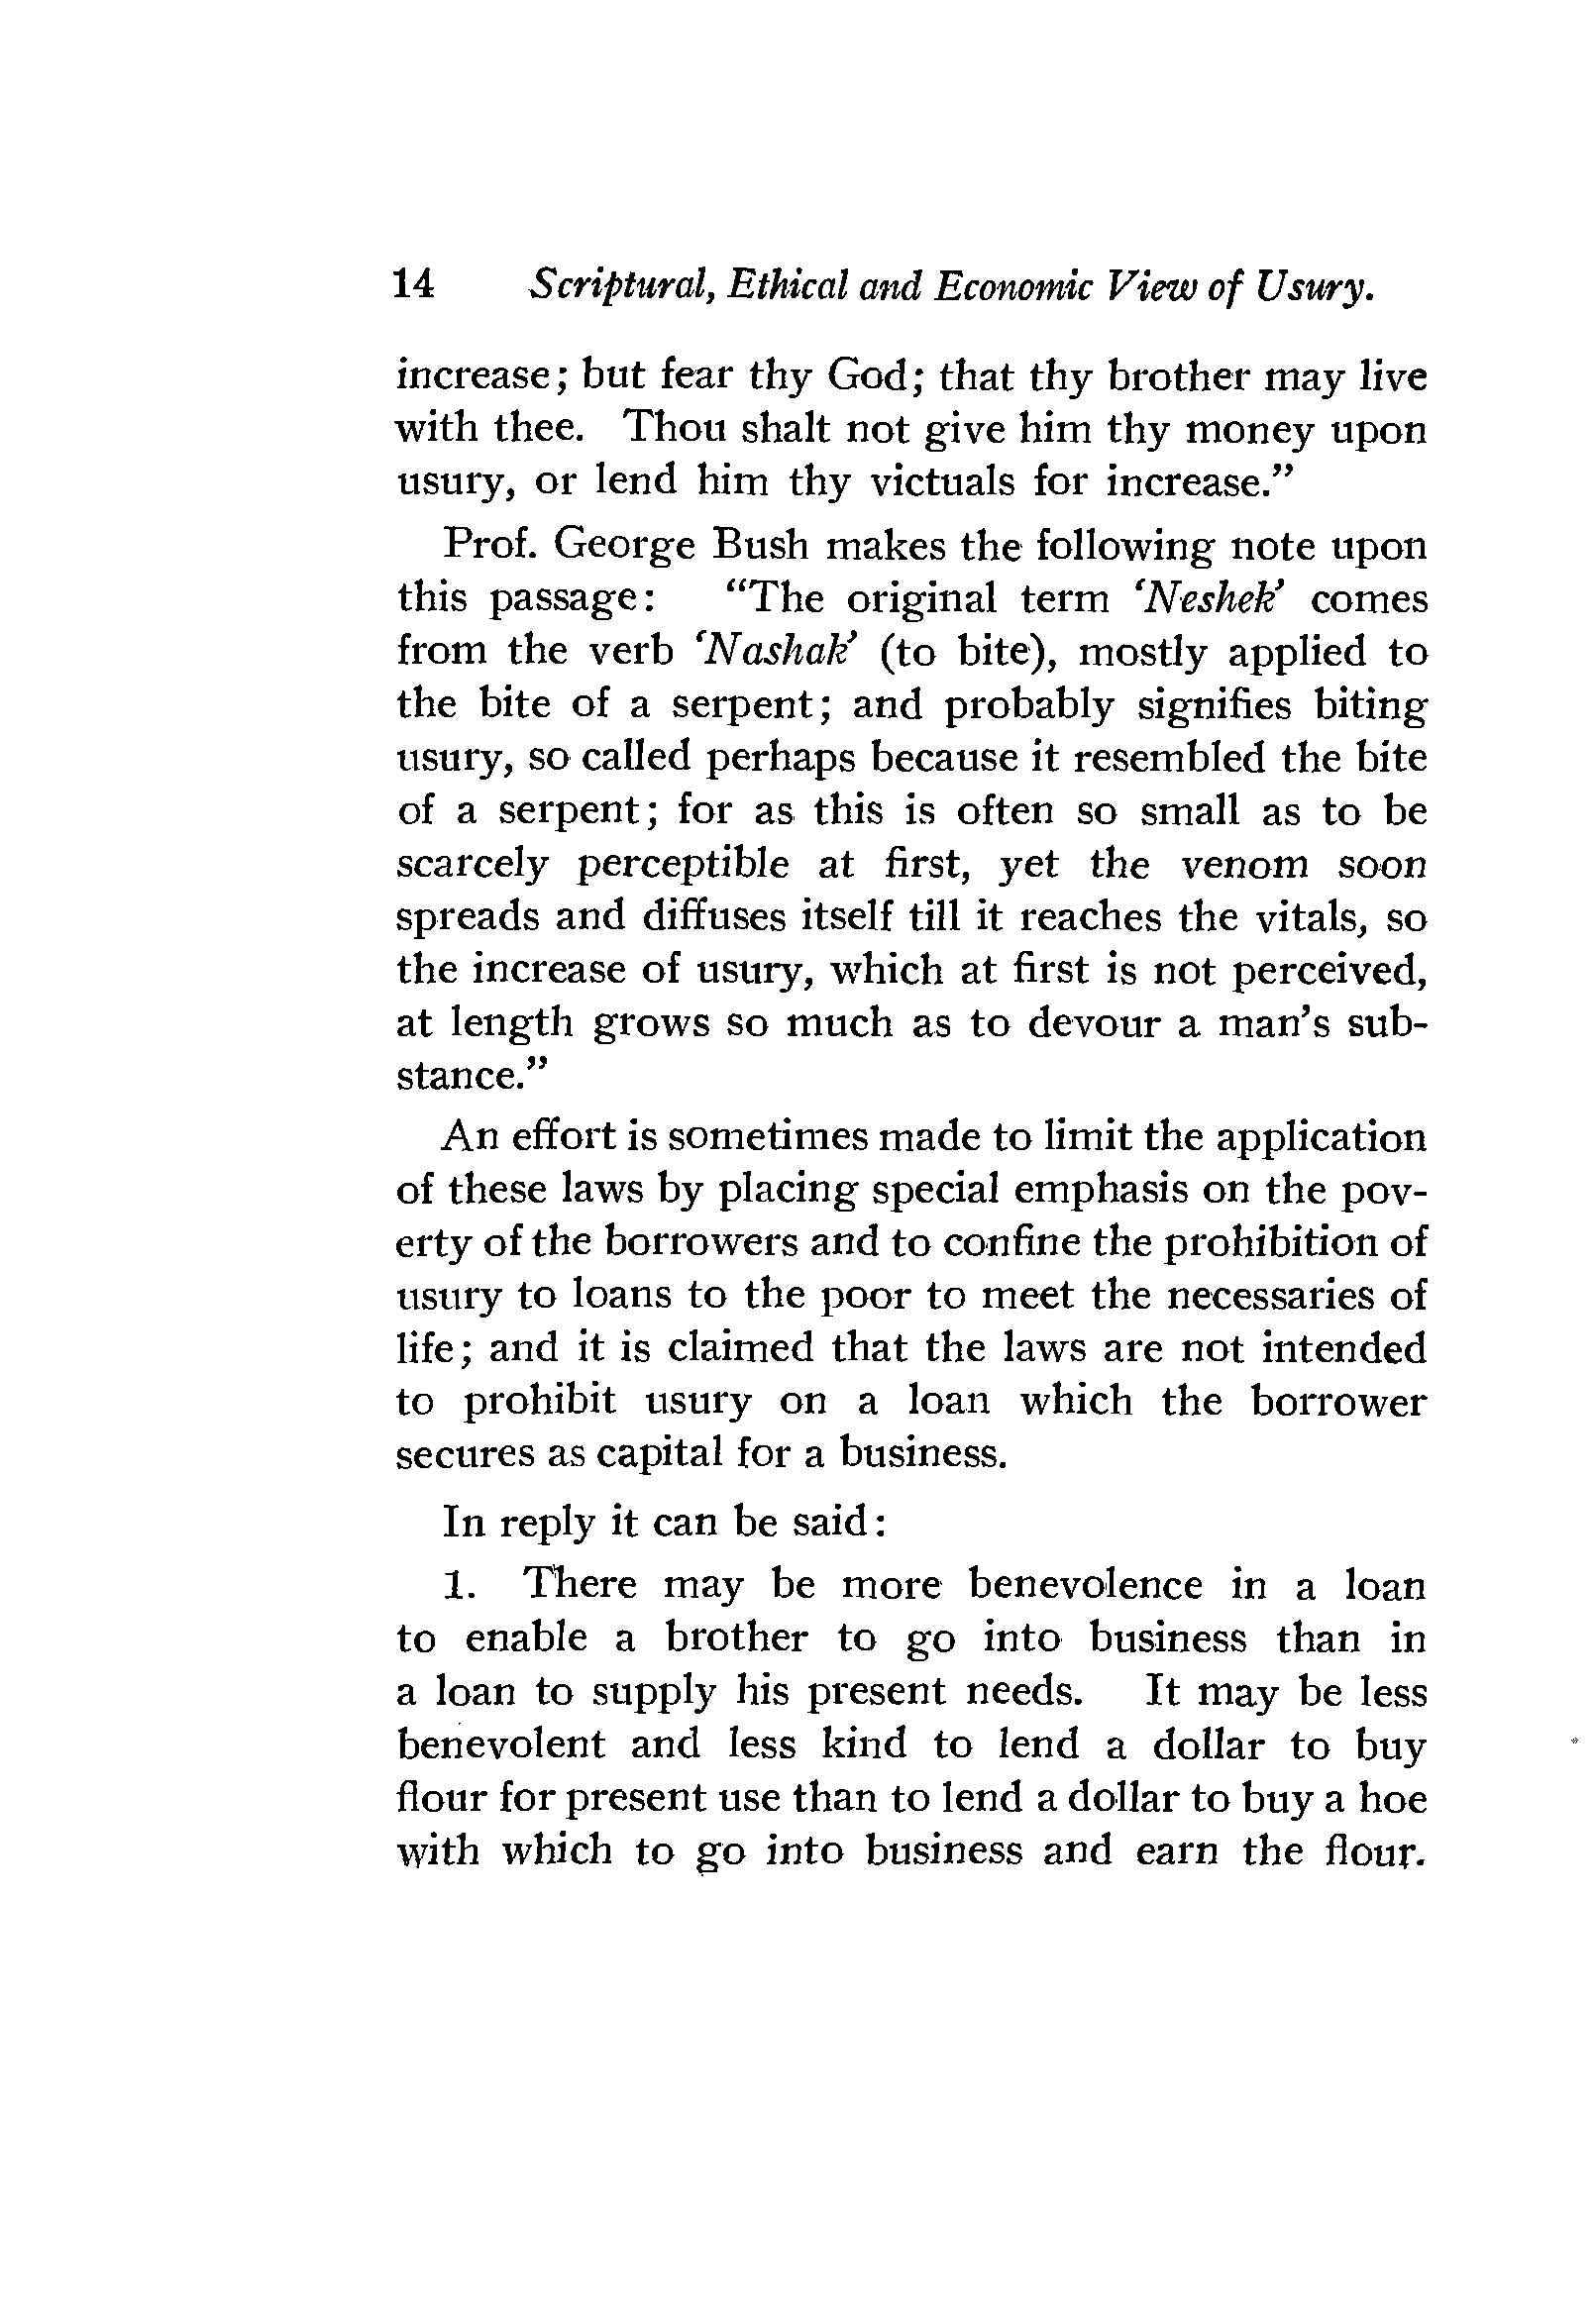 14 Scriptural, Ethical and Economic View of Usury.
increase; but fear thy God; that thy brother may live
with thee. Thou shalt not give him thy money upon
usury, or lend him thy victuals for increase.”
Prof. George Bush makes the following note upon
this passage: “The original term ‘Neshek’ comes
from the verb ‘Nashak’ (to bite), mostly applied to
the bite of a serpent; and probably signifies biting
usury, so called perhaps because it resembled the bite
of a serpent; for as this is often so small as to be
scarcely perceptible at first, yet the venom soon
spreads and diffuses itself till it reaches the vitals, so
the increase of usury, which at first is not perceived,
at length grows so much as to devour a man’s sub-
stance.”
An effort is sometimes made to limit the application
of these laws by placing special emphasis on the pov-
erty of the borrowers and to confine the prohibition of
usury to loans to the poor to meet the necessaries of
life; and it is claimed that the laws are not intended
to prohibit usury on a loan which the borrower
secures as capital for a business.
In reply it can be said:
1. There may be more benevolence in a loan
to enable a brother to go into business than in
a loan to supply his present needs. It may be less
benevolent and less kind to lend a dollar to buy
flour for present use than to lend a dollar to buy a hoe
with which to go into business and earn the flour.